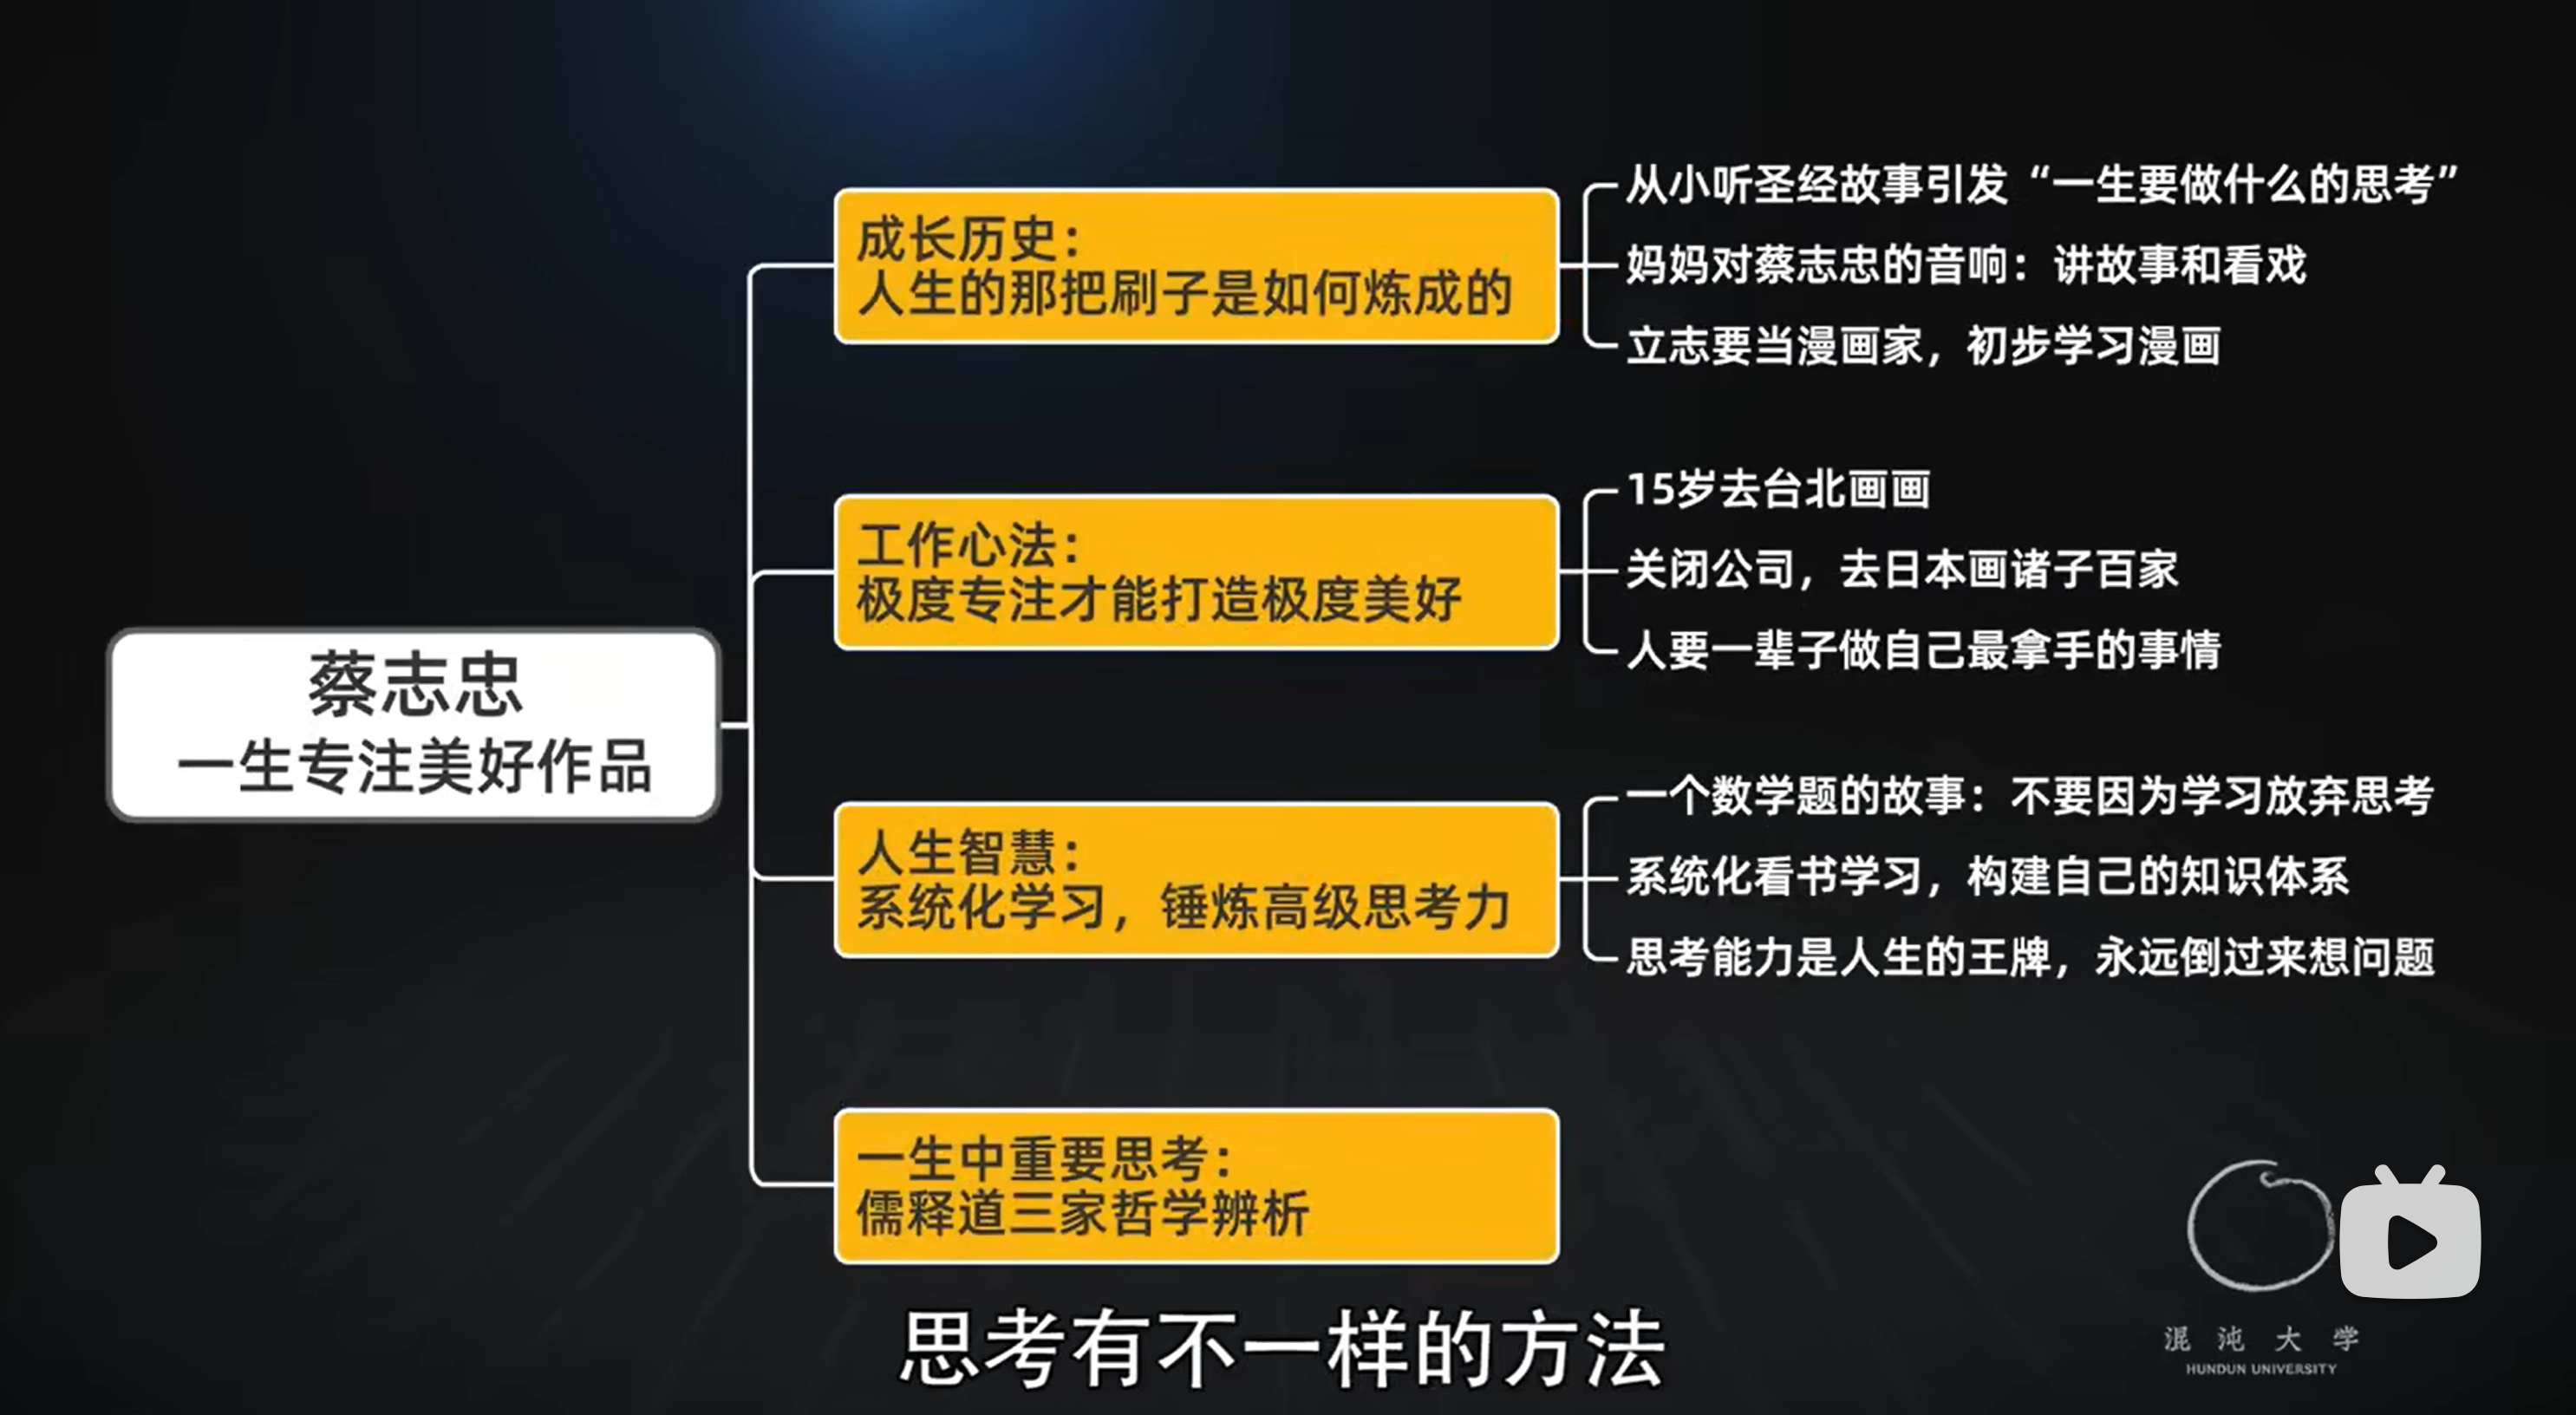 蔡志忠
一生专注美好作品
成长历史：
人生的那把刷子是如何炼成的
从小听圣经故事引发“一生要做什么的思考”
妈妈对蔡志忠的音响：讲故事和看戏
立志要当漫画家，初步学习漫画
工作心法：
极度专注才能打造极度美好
15岁去台北画画
关闭公司，去日本画诸子百家
人要一辈子做自己最拿手的事情
人生智慧：
系统化学习，锤炼高级思考力
一个数学题的故事：不要因为学习放弃思考
系统化看书学习，构建自己的知识体系
思考能力是人生的王牌，永远倒过来想问题
一生中重要思考：
儒释道三家哲学辨析
思考有不一样的方法
混沌大学
HUNDUN UNIVERSITY